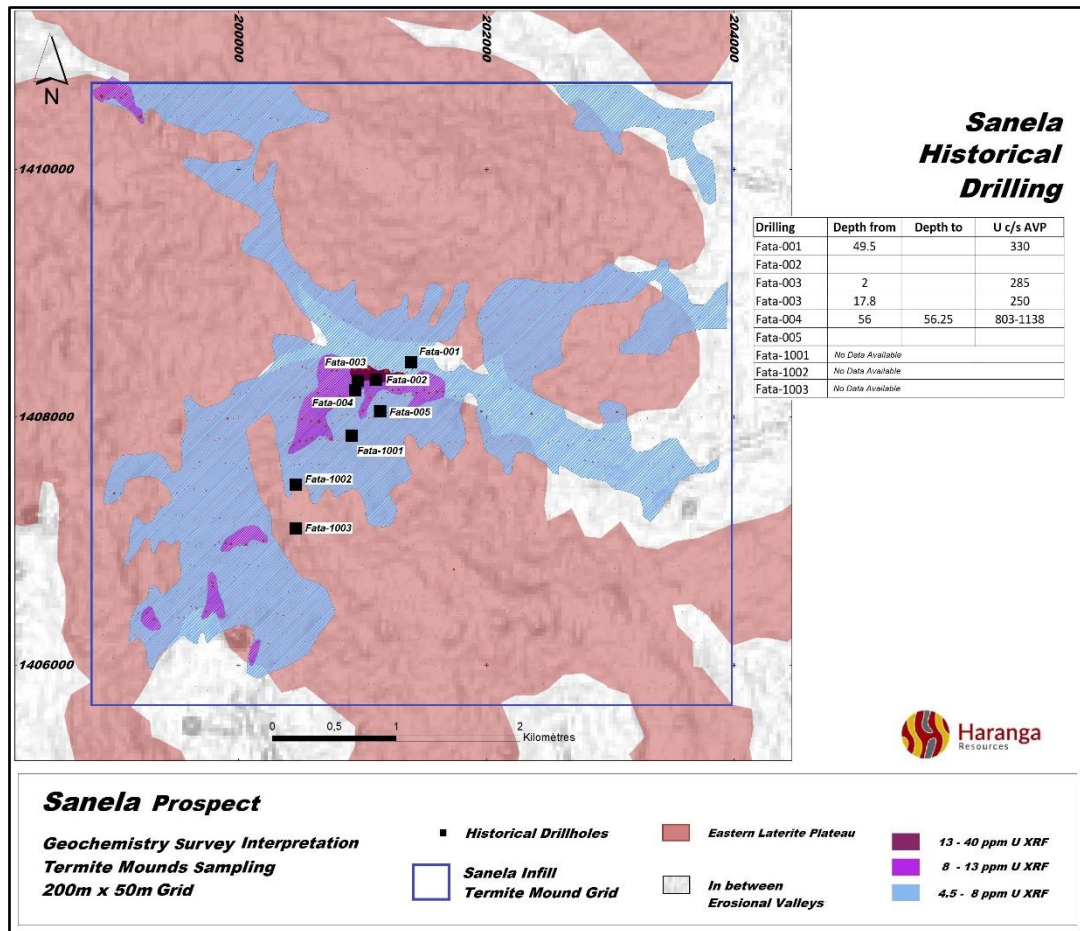 200000
202000
204000
N
1410000
1408000
1406000
Fata-001
Fata-003
Fata-002
Fata-004
Fata-005
Fata-1001
Fata-1002
Fata-1003
0 0,5 1 2
Kilomètres
Sanela
Historical
Drilling
Drilling Depth from Depth to U c/s AVP
Fata-001 49.5 330
Fata-002
Fata-003 2 285
Fata-003 17.8 250
Fata-004 56 56.25 803-1138
Fata-005
Fata-1001 No Data Available
Fata-1002 No Data Available
Fata-1003 No Data Available
Haranga
Resources
Sanela Prospect
Geochemistry Survey Interpretation
Termite Mounds Sampling
200m x 50m Grid
Historical Drillholes
Sanela Infill
Termite Mound Grid
Eastern Laterite Plateau
In between
Erosional Valleys
13 - 40 ppm U XRF
8 - 13 ppm U XRF
4.5 - 8 ppm U XRF